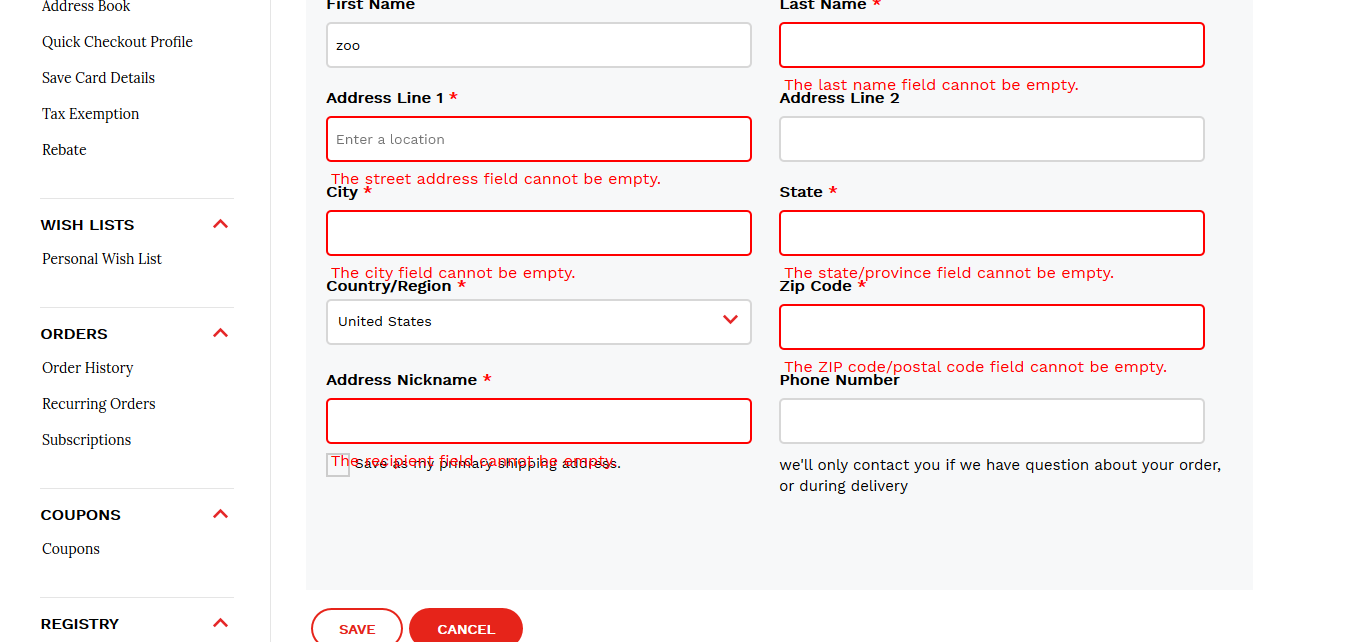 Address Book
Quick Checkout Profile
Save Card Details
Tax Exemption
Rebate
WISH LISTS
Personal Wish List
ORDERS
Order History
Recurring Orders
Subscriptions
COUPONS
Coupons
REGISTRY
First Name
Last Name *
zoo
The last name field cannot be empty.
Address Line 1 *
Address Line 2
Enter a location
The street address field cannot be empty.
City *
State *
The city field cannot be empty.
The state/province field cannot be empty.
Country/Region *
Zip Code *
United States
The ZIP code/postal code field cannot be empty.
Address Nickname *
Phone Number
The recipient field cannot be empty.
Save as my primary shipping address.
we'll only contact you if we have question about your order,
or during delivery
SAVE
CANCEL